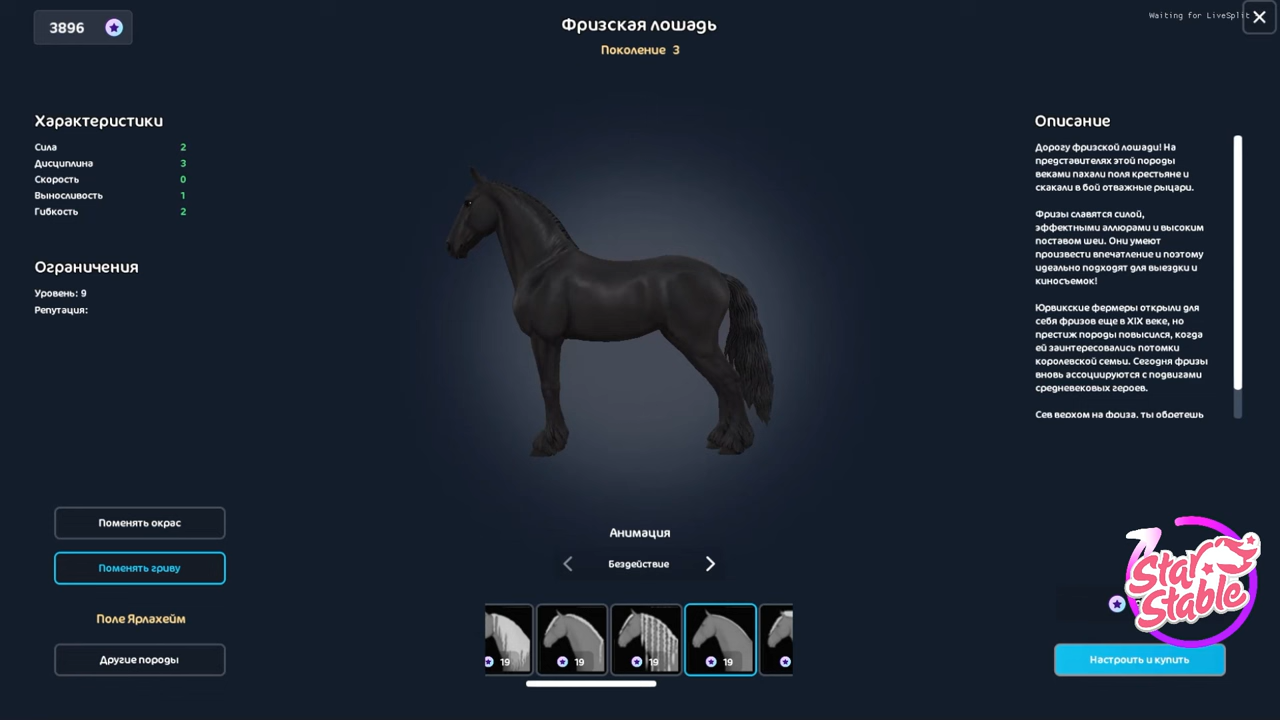 3896
Фризская лошадь
Поколение 3
Waiting for LiveSplit
Характеристики
Сила 2
Дисциплина 3
Скорость 0
Выносливость 1
Гибкость 2
Ограничения
Уровень: 9
Репутация:
Описание
Дорогу фризской лошади! На
представителях этой породы
веками пахали поля крестьяне и
скакали в бой отважные рыцари.
Фризы славятся силой,
эффектными аллюрами и высоким
поставом шеи. Они умеют
произвести впечатление и поэтому
идеально подходят для выездки и
киносъемок!
Юрвикские фермеры открыли для
себя фризов еще в XIX веке, но
престиж породы повысился, когда
ей заинтересовались потомки
королевской семьи. Сегодня фризы
вновь ассоциируются с подвигами
средневековых героев.
Сев верхом на фриза, ты обретешь
Поменять окрас
Поменять гриву
Поле Ярлахейм
Другие породы
Анимация
Бездействие
19
19
19
19
Star
Stable
Настроить и купить